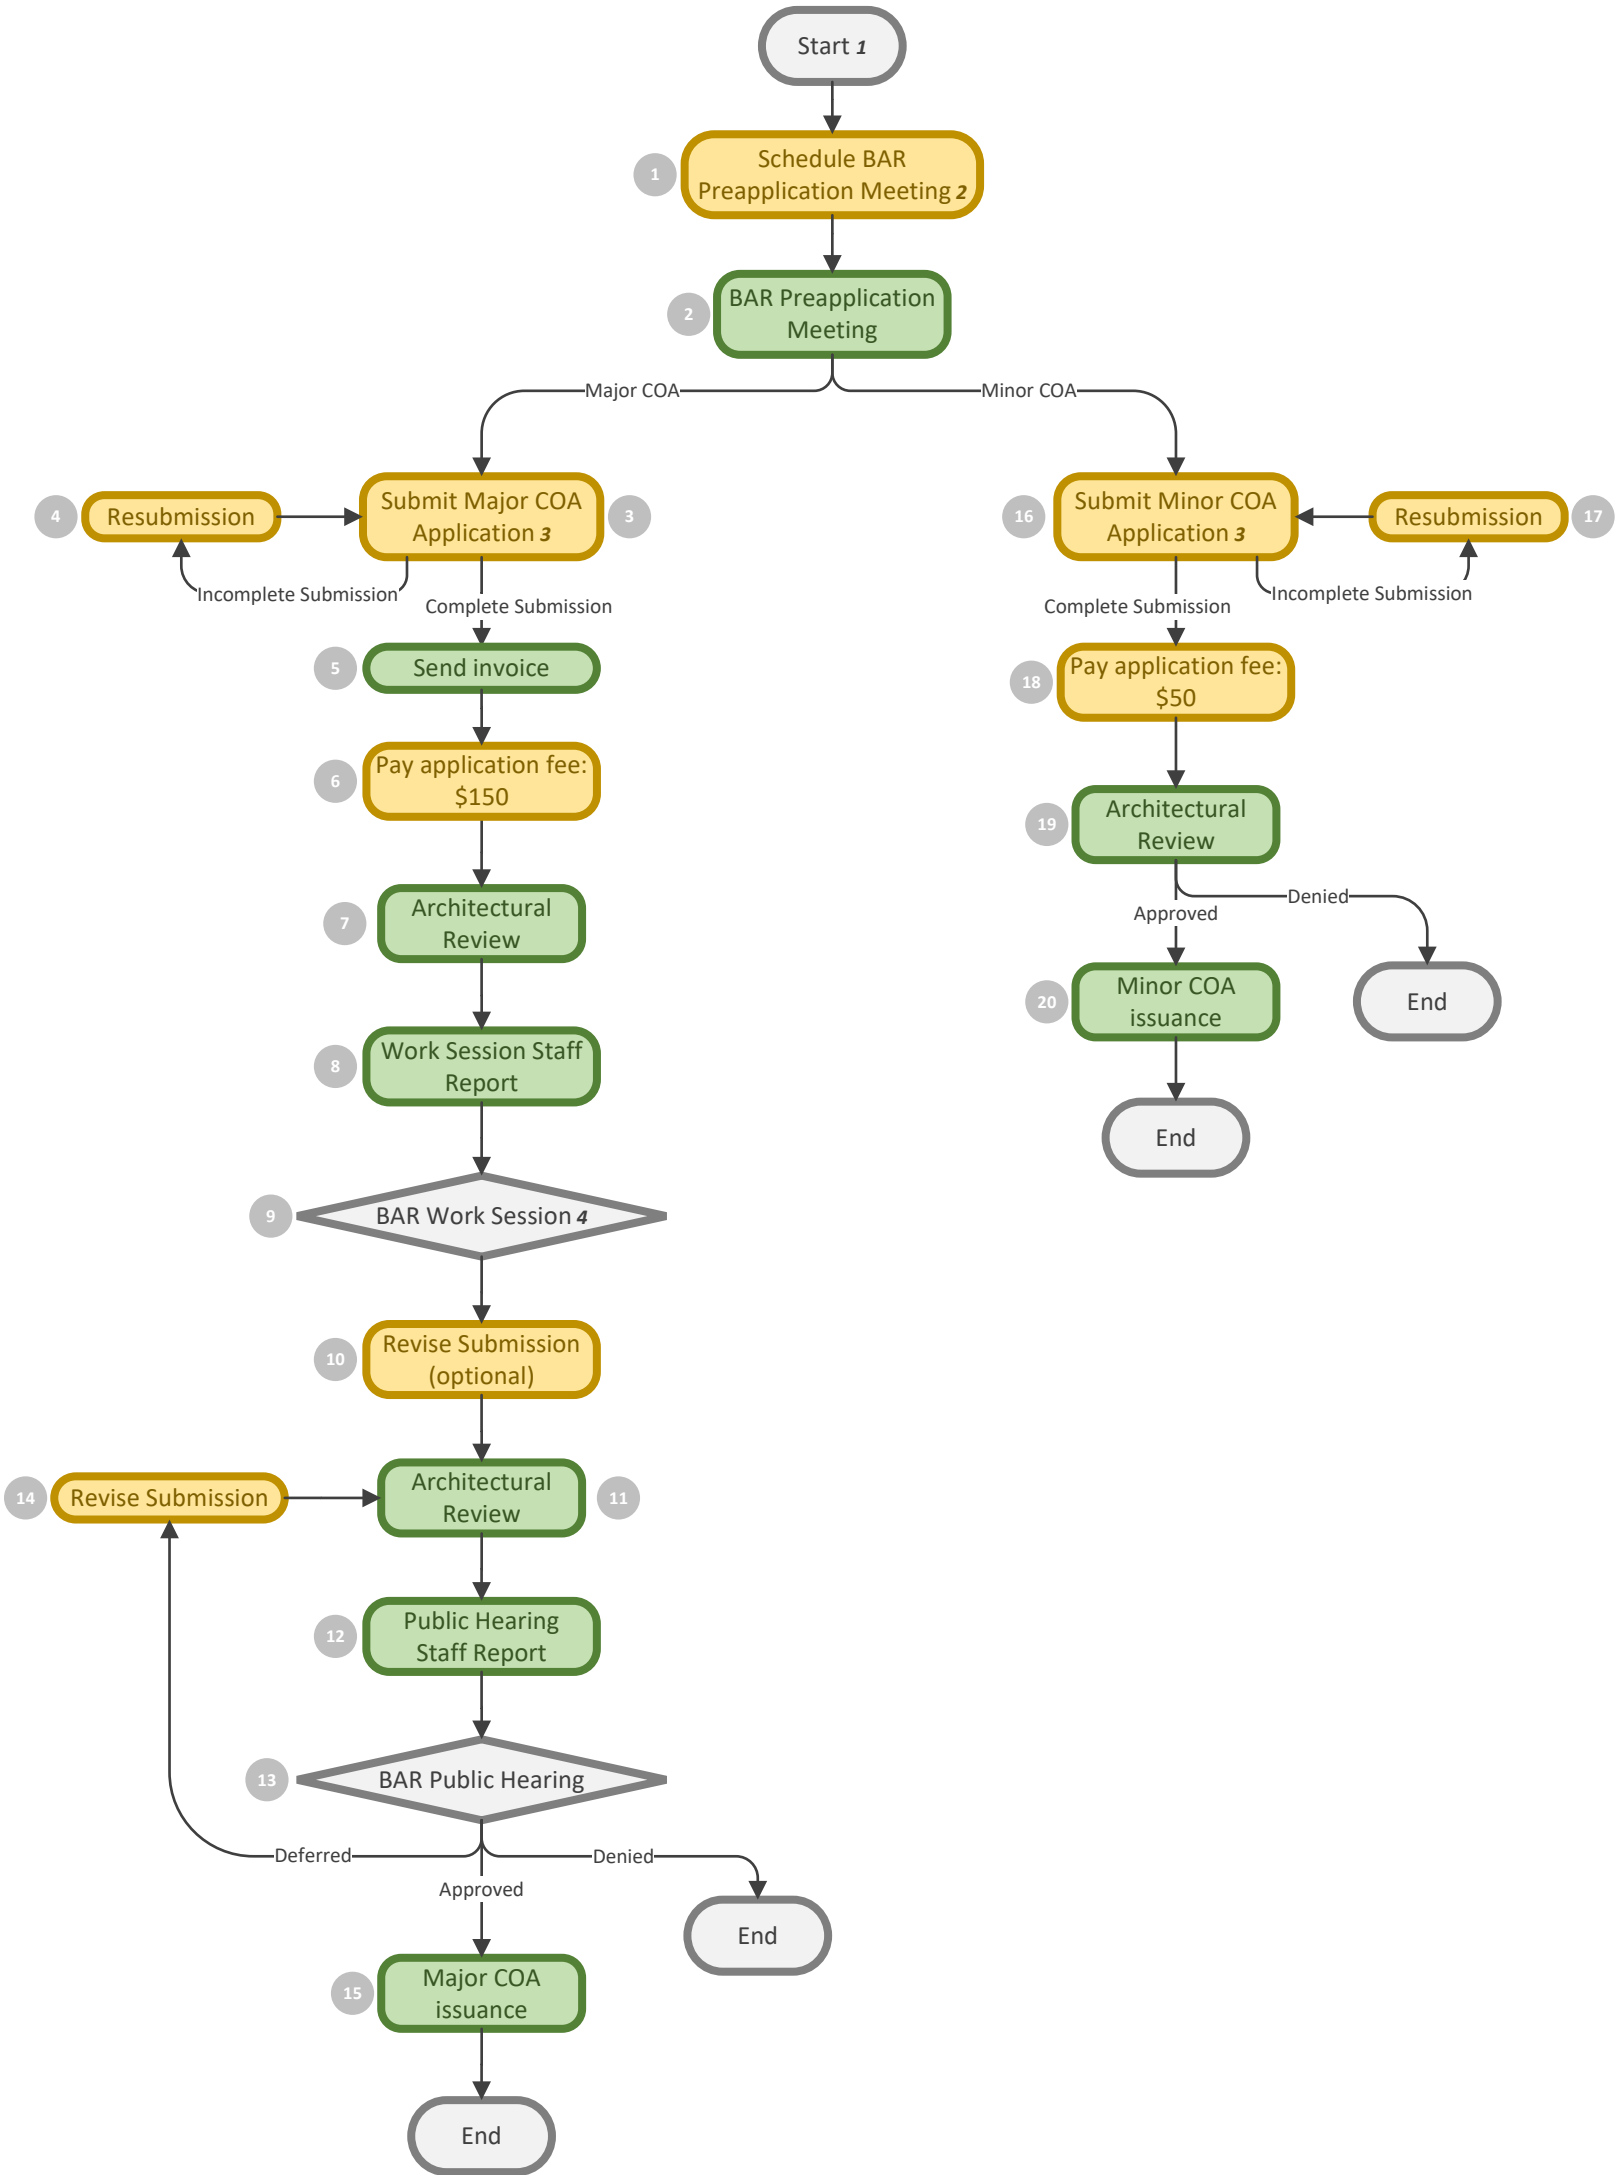 Start 1
1
Schedule BAR
Preapplication Meeting 2
2
BAR Preapplication
Meeting
Major COA
Minor COA
4
Resubmission
Submit Major COA
Application 3
3
Incomplete Submission
Complete Submission
16
Submit Minor COA
Application 3
Resubmission
17
Complete Submission
Incomplete Submission
5
Send invoice
18
Pay application fee:
$50
6
Pay application fee:
$150
19
Architectural
Review
7
Architectural
Review
Approved
Denied
20
Minor COA
issuance
End
8
Work Session Staff
Report
End
9
BAR Work Session 4
10
Revise Submission
(optional)
14
Revise Submission
Architectural
Review
11
12
Public Hearing
Staff Report
13
BAR Public Hearing
Deferred
Denied
Approved
End
15
Major COA
issuance
End